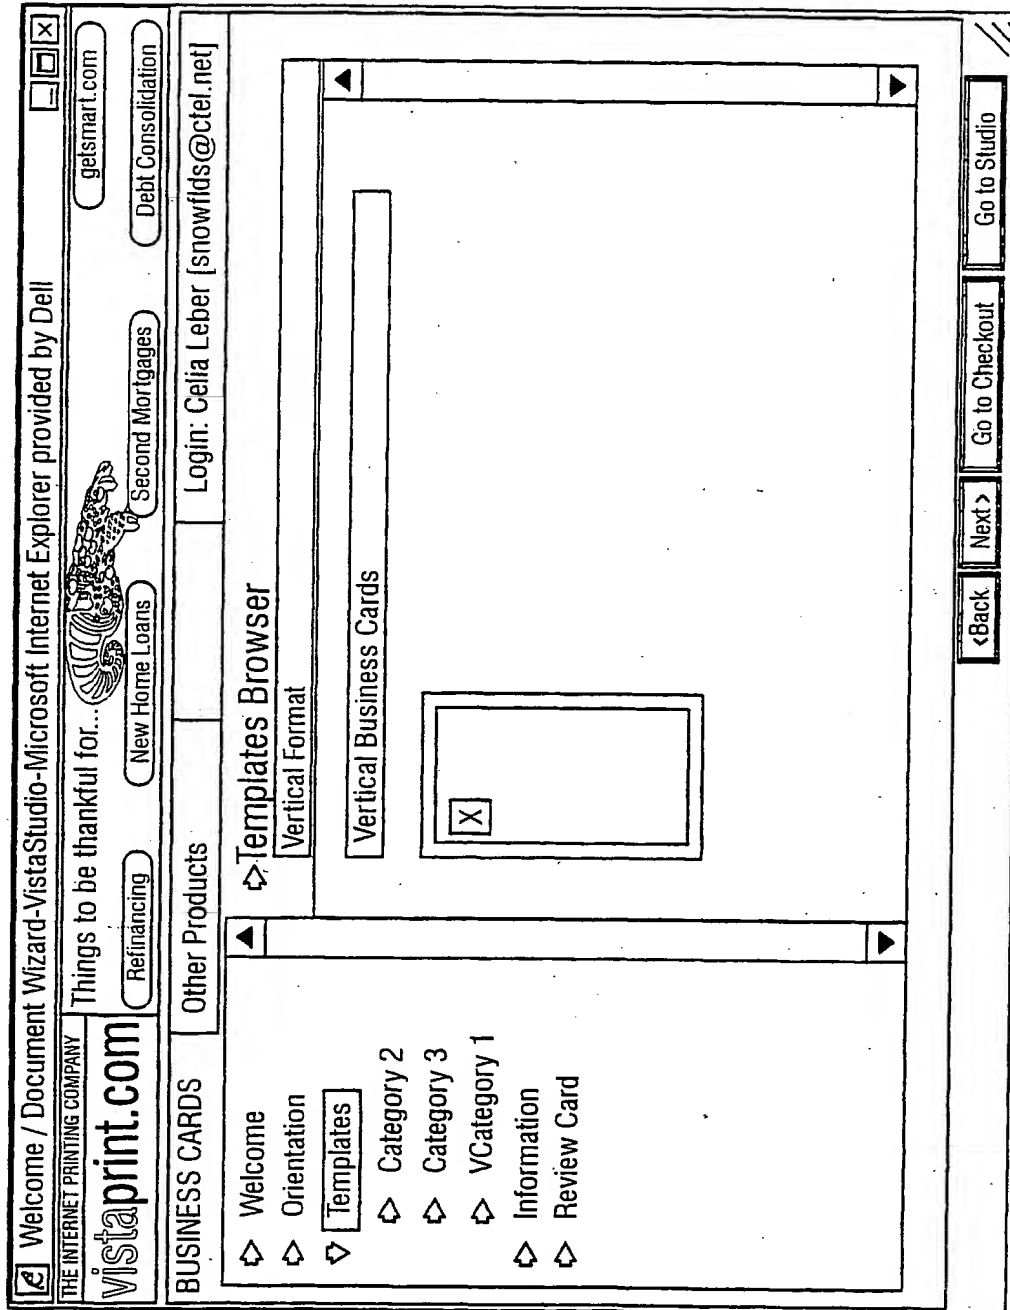 Welcome / Document Wizard-VistaStudio-Microsoft Internet Explorer provided by Dell
THE INTERNET PRINTING COMPANY
vistaprint.com
Things to be thankful for...
getsmart.com
Refinancing
New Home Loans
Second Mortgages
Debt Consolidation
BUSINESS CARDS
Other Products
Login: Celia Leber [snowflds@ctel.net]
Welcome
Orientation
Templates
Category 2
Category 3
VCategory 1
Information
Review Card
Templates Browser
Vertical Format
Vertical Business Cards
X
<Back
Next>
Go to Checkout
Go to Studio